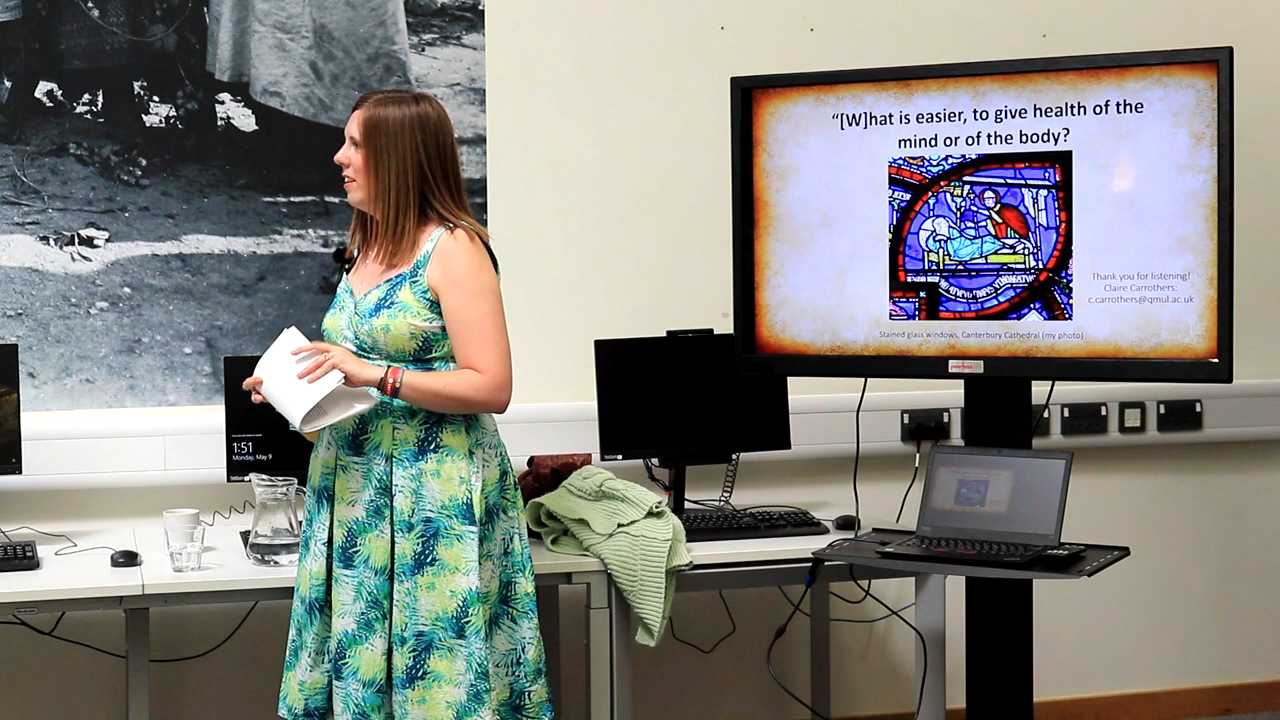 "[W]hat is easier, to give health of the
mind or of the body?
Thank you for listening!
Claire Carrothers:
c.carrothers@qmul.ac.uk
Stained glass windows, Canterbury Cathedral (my photo)
1:51
Monday, May 9